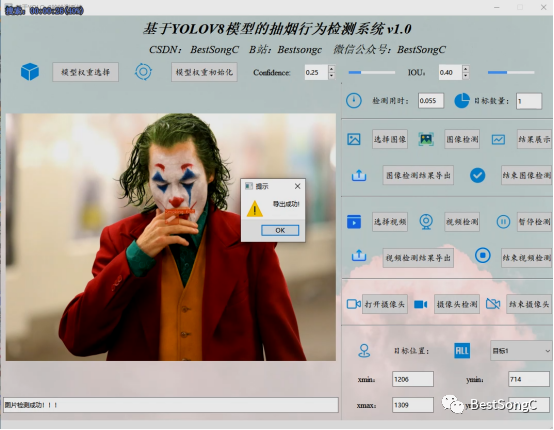 基于YOLOV8模型的抽烟行为检测系统 v1.0
CSDN： BestSongC B站：Bestsongc 微信公众号：BestSongC
模型权重选择 模型权重初始化 Confidence: 0.25 IOU： 0.40
检测用时： 0.055 目标数量： 1
选择图像 图像检测 结果展示
图像检测结果导出 结束图像检测
提示
导出成功!
OK
选择视频 视频检测 暂停检测
视频检测结果导出 结束视频检测
打开摄像头 摄像头检测 结束摄像头
目标位置： ALL 目标1
xmin： 1206 ymin： 714
xmax： 1309
BestSongC
图片检测成功！！！